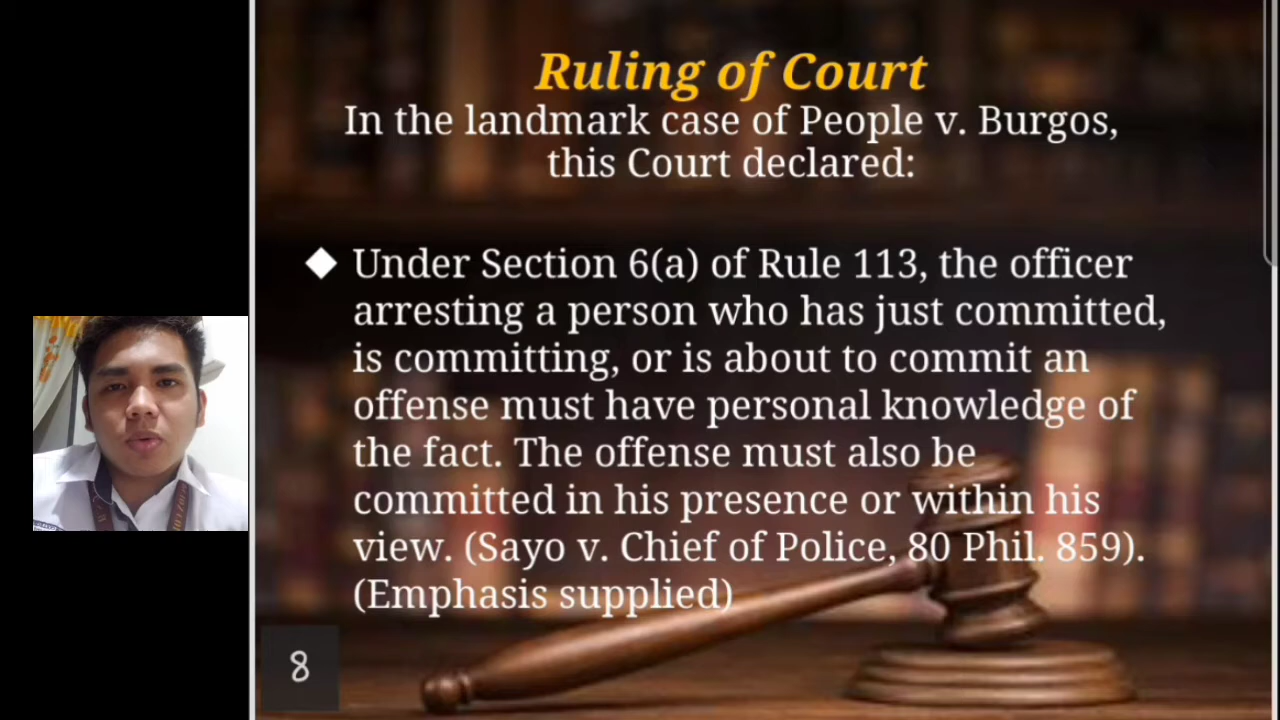 Ruling of Court
In the landmark case of People v. Burgos,
this Court declared:
Under Section 6(a) of Rule 113, the officer
arresting a person who has just committed,
is committing, or is about to commit an
offense must have personal knowledge of
the fact. The offense must also be
committed in his presence or within his
view. (Sayo v. Chief of Police, 80 Phil. 859).
(Emphasis supplied)
8